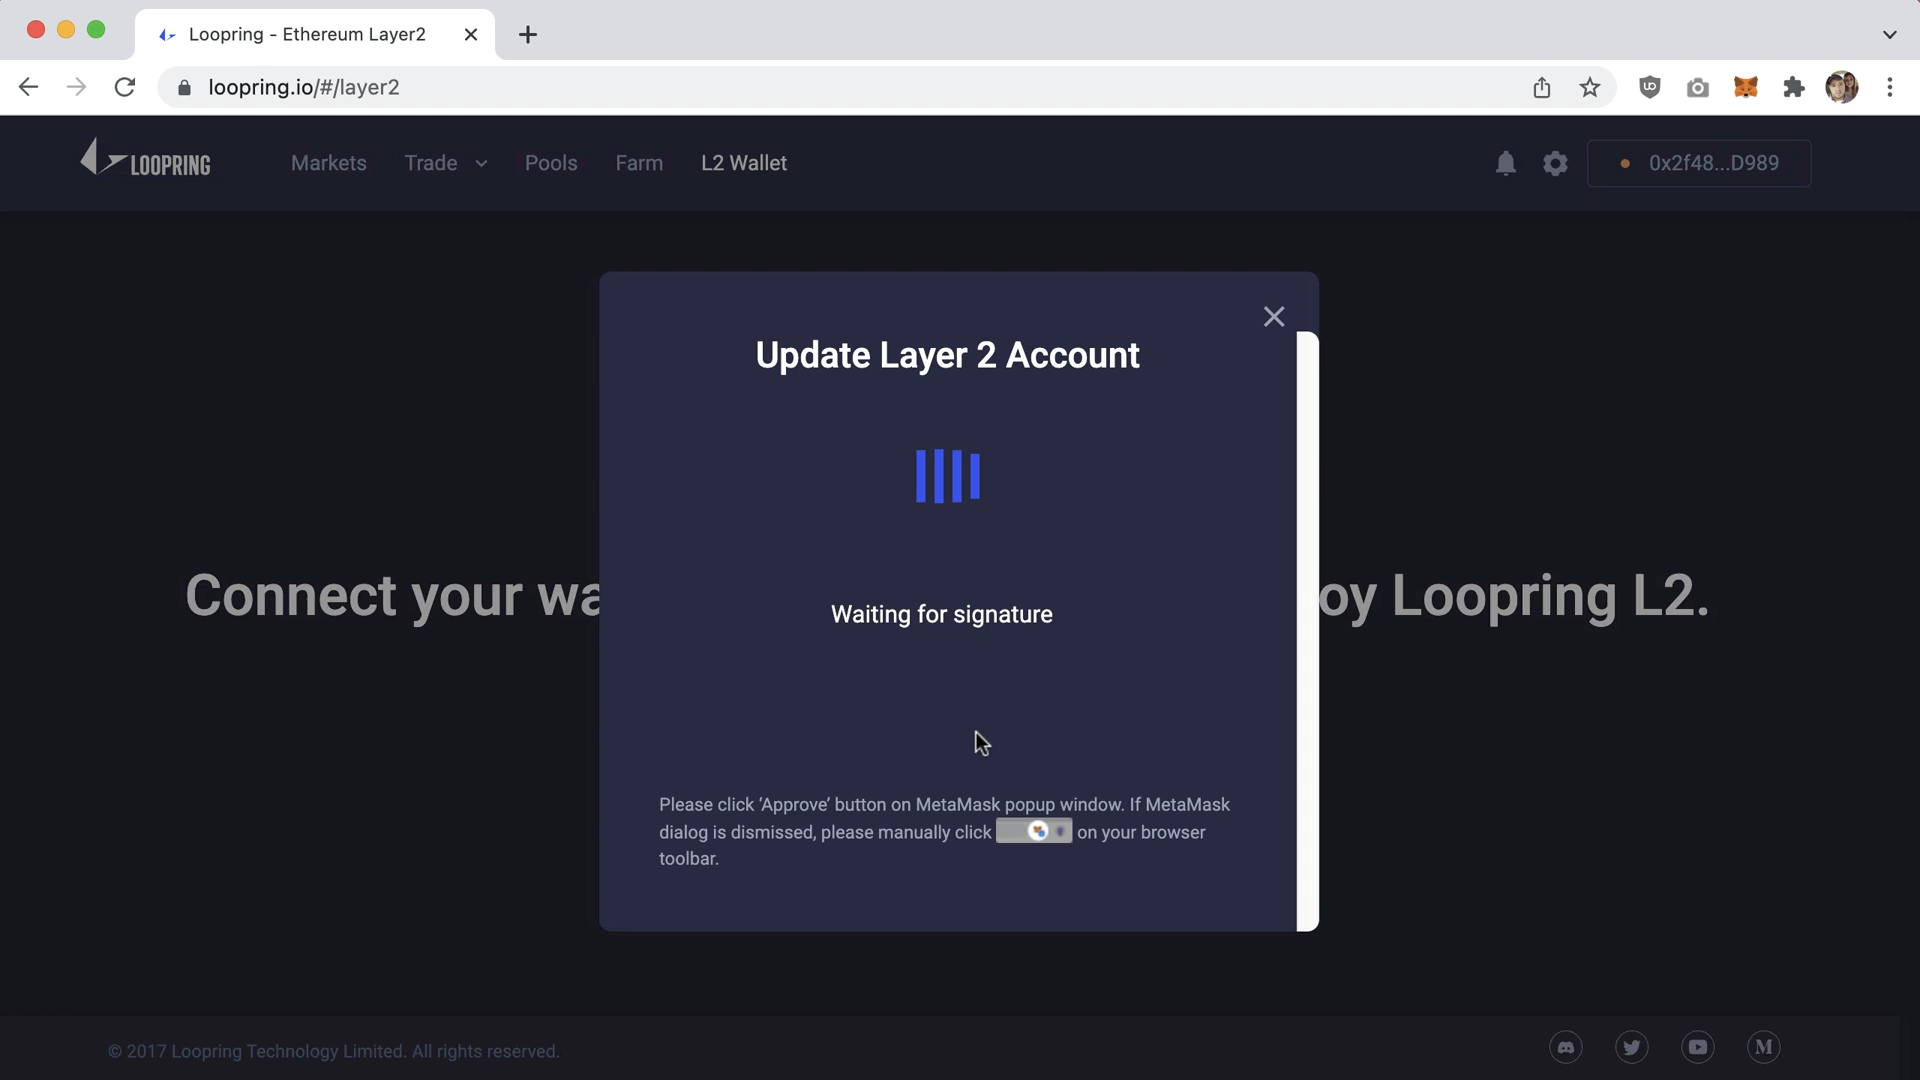 Loopring - Ethereum Layer2
loopring.io/#/layer2
LOOPRING
Markets
Trade
Pools
Farm
L2 Wallet
0x2f48...D989
Update Layer 2 Account
Connect your wa
oy Loopring L2.
Waiting for signature
Please click ‘Approve’ button on MetaMask popup window. If MetaMask
dialog is dismissed, please manually click on your browser
toolbar.
© 2017 Loopring Technology Limited. All rights reserved.